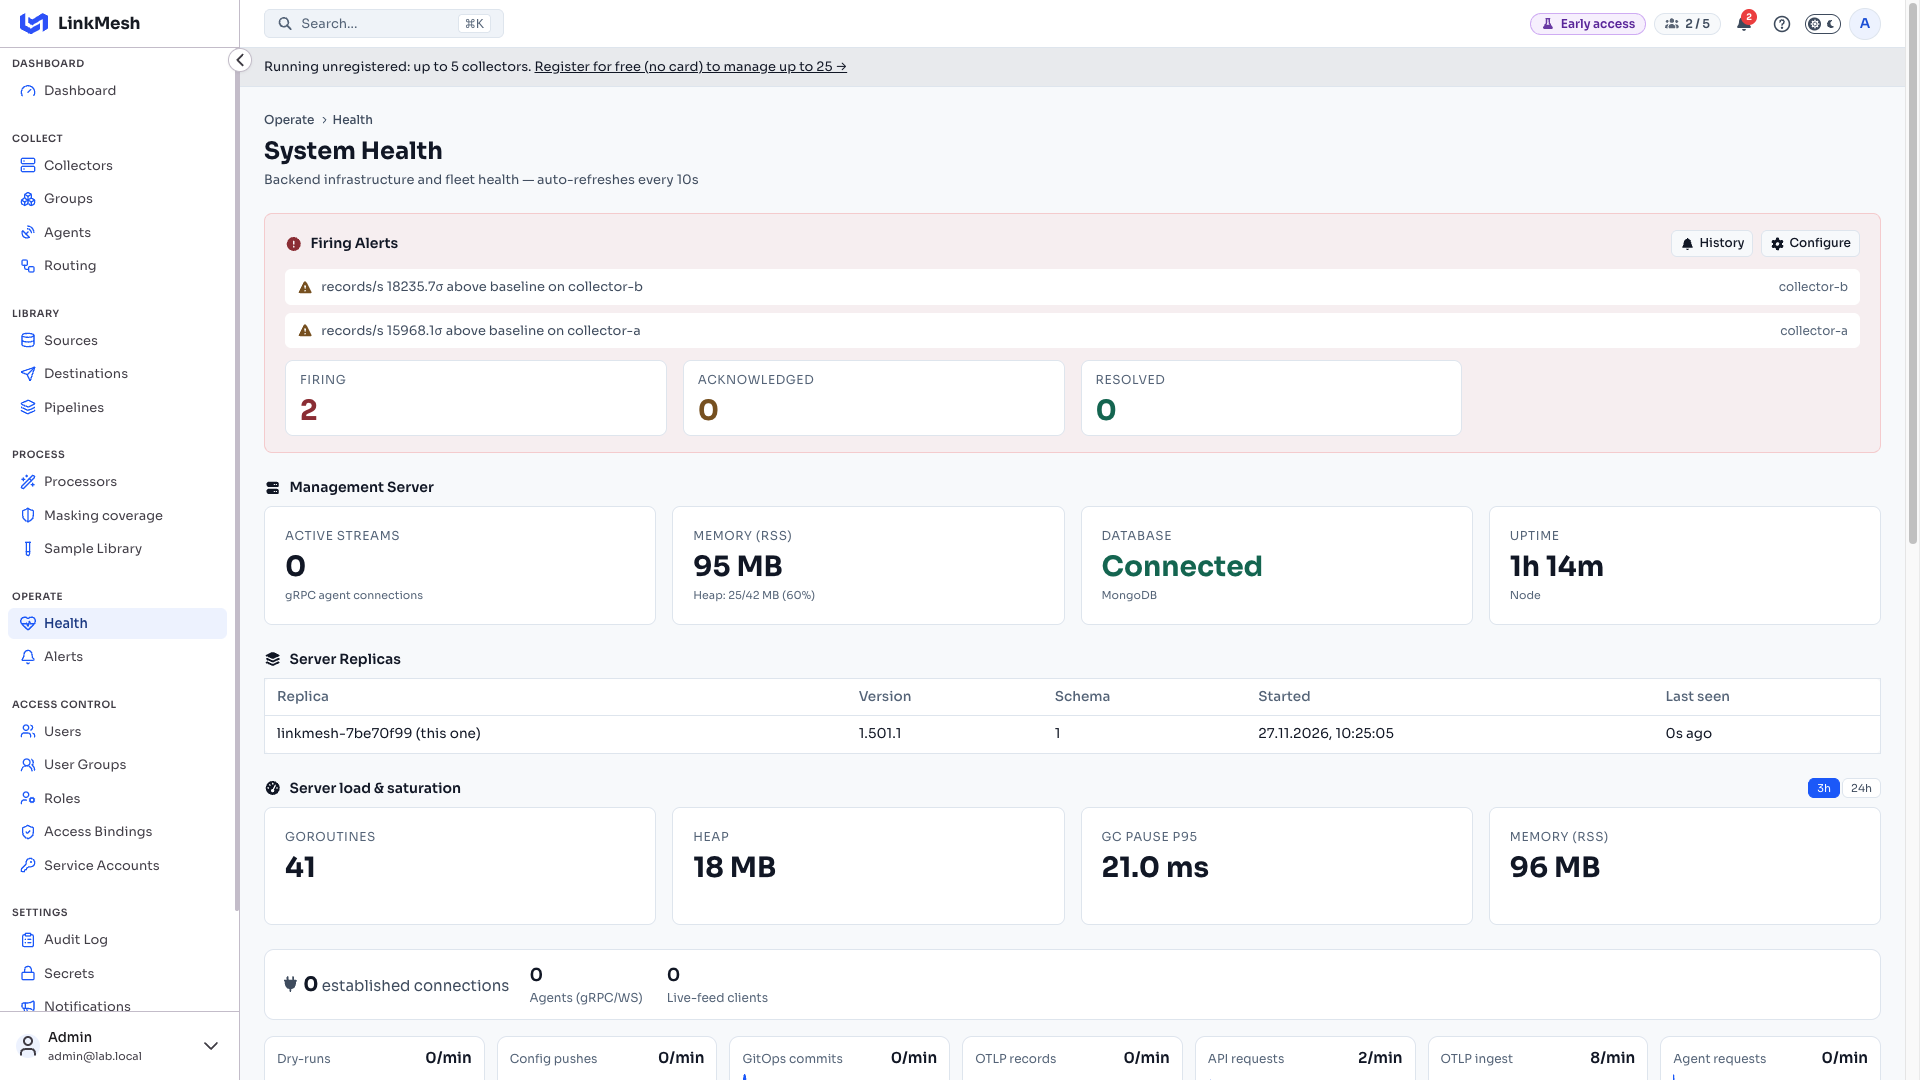 LinkMesh
Search...
⌘K
Early access
2 / 5
2
A
Running unregistered: up to 5 collectors. Register for free (no card) to manage up to 25 →
DASHBOARD
Dashboard
COLLECT
Collectors
Groups
Agents
Routing
LIBRARY
Sources
Destinations
Pipelines
PROCESS
Processors
Masking coverage
Sample Library
OPERATE
Health
Alerts
ACCESS CONTROL
Users
User Groups
Roles
Access Bindings
Service Accounts
SETTINGS
Audit Log
Secrets
Notifications
Admin
admin@lab.local
Operate > Health
System Health
Backend infrastructure and fleet health — auto-refreshes every 10s
Firing Alerts
History
Configure
records/s 18235.7σ above baseline on collector-b
collector-b
records/s 15968.1σ above baseline on collector-a
collector-a
FIRING
2
ACKNOWLEDGED
0
RESOLVED
0
Management Server
ACTIVE STREAMS
0
gRPC agent connections
MEMORY (RSS)
95 MB
Heap: 25/42 MB (60%)
DATABASE
Connected
MongoDB
UPTIME
1h 14m
Node
Server Replicas
Replica Version Schema Started Last seen
linkmesh-7be70f99 (this one) 1.501.1 1 27.11.2026, 10:25:05 0s ago
Server load & saturation
3h
24h
GOROUTINES
41
HEAP
18 MB
GC PAUSE P95
21.0 ms
MEMORY (RSS)
96 MB
0 established connections
0
Agents (gRPC/WS)
0
Live-feed clients
Dry-runs 0/min
Config pushes 0/min
GitOps commits 0/min
OTLP records 0/min
API requests 2/min
OTLP ingest 8/min
Agent requests 0/min